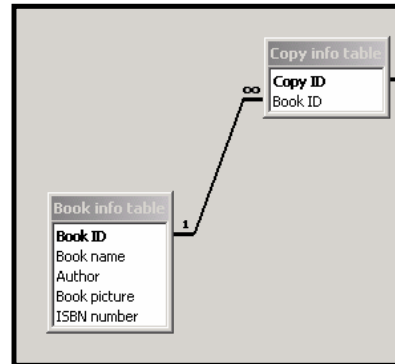 Copy info table
Copy ID
Book ID
∞
1
Book info table
Book ID
Book name
Author
Book picture
ISBN number